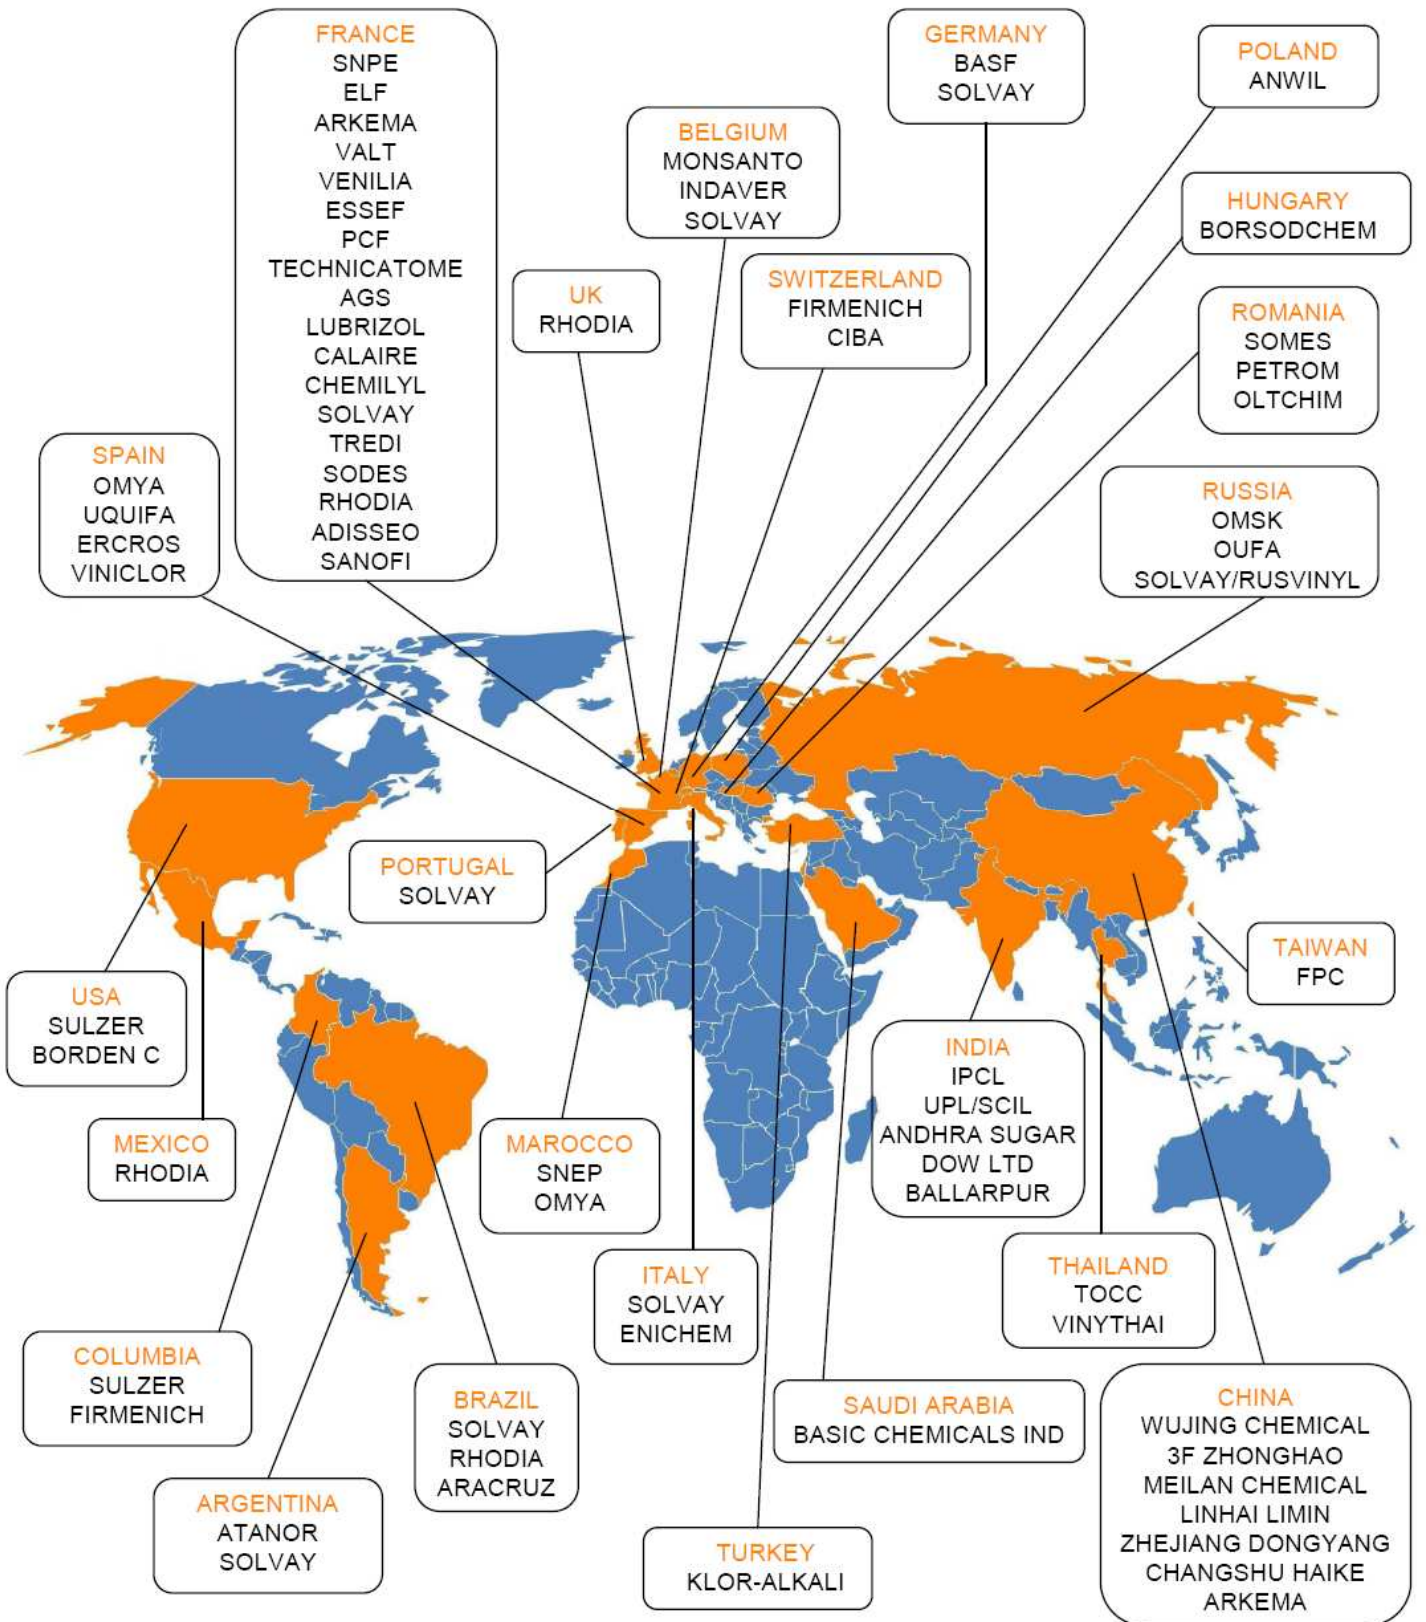 FRANCE
SNPE
ELF
ARKEMA
VALT
VENILIA
ESSEF
PCF
TECHNICATOME
AGS
LUBRIZOL
CALAIRE
CHEMILYL
SOLVAY
TREDI
SODES
RHODIA
ADISSEO
SANOFI
GERMANY
BASF
SOLVAY
POLAND
ANWIL
BELGIUM
MONSANTO
INDAVER
SOLVAY
HUNGARY
BORSODCHEM
UK
RHODIA
SWITZERLAND
FIRMENICH
CIBA
ROMANIA
SOMES
PETROM
OLTCHIM
SPAIN
OMYA
UQUIFA
ERCROS
VINICLOR
RUSSIA
OMSK
OUFA
SOLVAY/RUSVINYL
PORTUGAL
SOLVAY
TAIWAN
FPC
USA
SULZER
BORDEN C
INDIA
IPCL
UPL/SCIL
ANDHRA SUGAR
DOW LTD
BALLARPUR
MEXICO
RHODIA
MAROCCO
SNEP
OMYA
ITALY
SOLVAY
ENICHEM
THAILAND
TOCC
VINYTHAI
COLUMBIA
SULZER
FIRMENICH
BRAZIL
SOLVAY
RHODIA
ARACRUZ
SAUDI ARABIA
BASIC CHEMICALS IND
CHINA
WUJING CHEMICAL
3F ZHONGHAO
MEILAN CHEMICAL
LINHAI LIMIN
ZHEJIANG DONGYANG
CHANGSHU HAIKE
ARKEMA
ARGENTINA
ATANOR
SOLVAY
TURKEY
KLOR-ALKALI